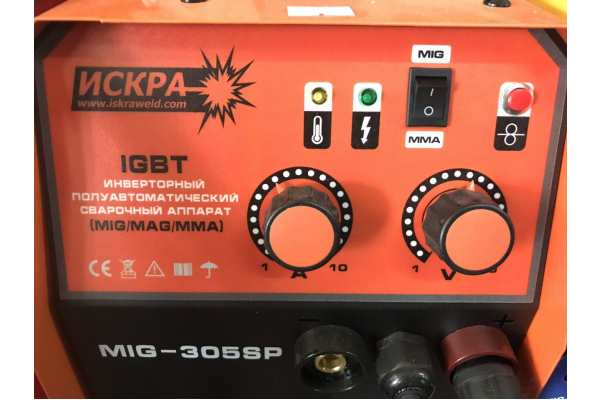 ИСКРА
www.iskraweld.com
MIG
I
O
MMA
IGBT
ИНВЕРТОРНЫЙ
ПОЛУАВТОМАТИЧЕСКИЙ
СВАРОЧНЫЙ АППАРАТ
(MIG/MAG/MMA)
CE
1 A 10
1 V
MIG-305SP
- +